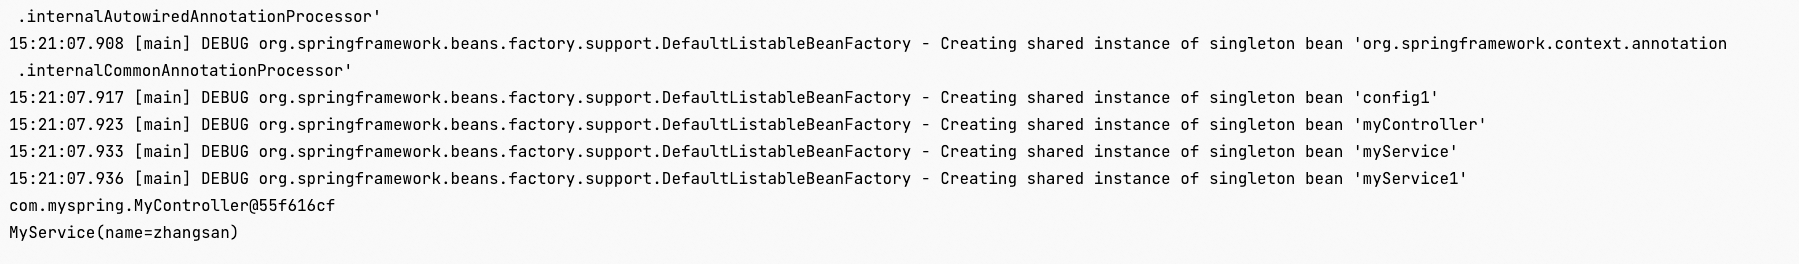 .internalAutowiredAnnotationProcessor'
15:21:07.908 [main] DEBUG org.springframework.beans.factory.support.DefaultListableBeanFactory - Creating shared instance of singleton bean 'org.springframework.context.annotation
.internalCommonAnnotationProcessor'
15:21:07.917 [main] DEBUG org.springframework.beans.factory.support.DefaultListableBeanFactory - Creating shared instance of singleton bean 'config1'
15:21:07.923 [main] DEBUG org.springframework.beans.factory.support.DefaultListableBeanFactory - Creating shared instance of singleton bean 'myController'
15:21:07.933 [main] DEBUG org.springframework.beans.factory.support.DefaultListableBeanFactory - Creating shared instance of singleton bean 'myService'
15:21:07.936 [main] DEBUG org.springframework.beans.factory.support.DefaultListableBeanFactory - Creating shared instance of singleton bean 'myService1'
com.myspring.MyController@55f616cf
MyService(name=zhangsan)